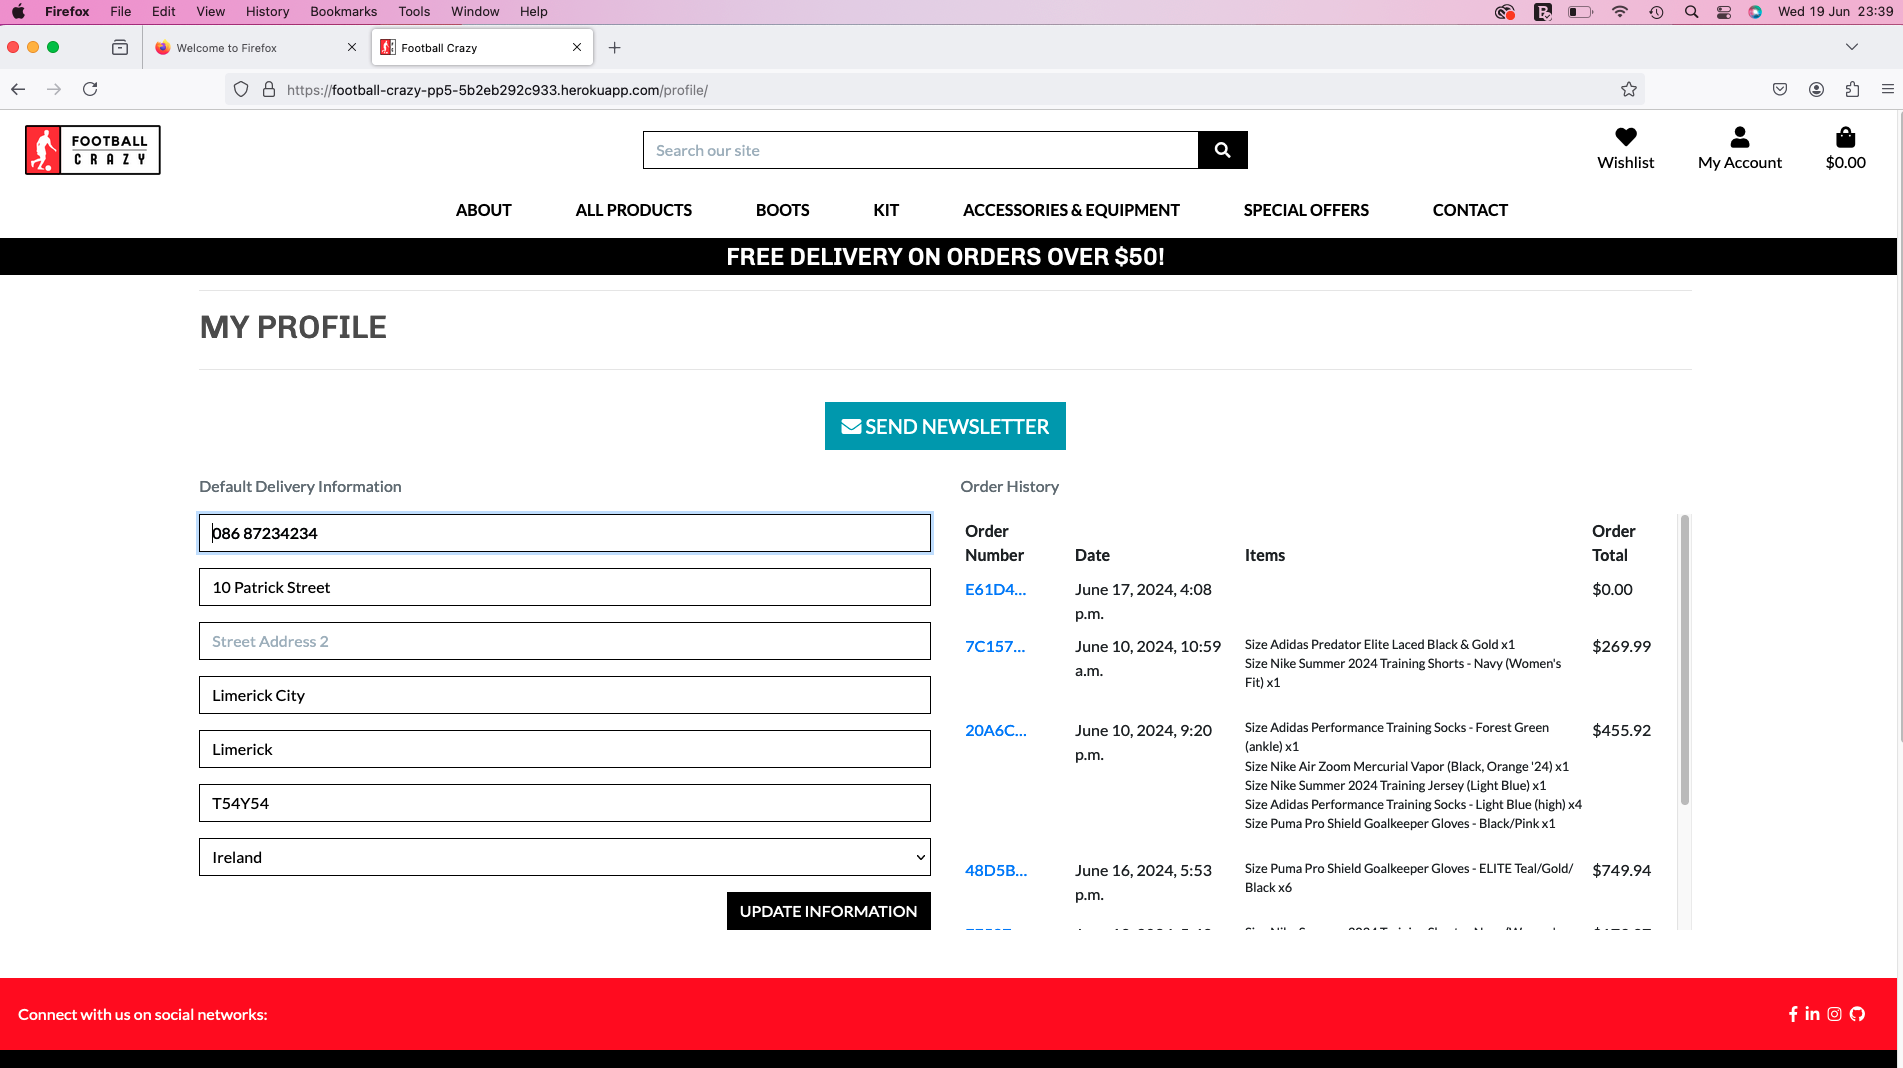 Firefox File Edit View History Bookmarks Tools Window Help Wed 19 Jun 23:39
Welcome to Firefox Football Crazy
https://football-crazy-pp5-5b2eb292c933.herokuapp.com/profile/
FOOTBALL
CRAZY
Search our site
Wishlist My Account $0.00
ABOUT ALL PRODUCTS BOOTS KIT ACCESSORIES & EQUIPMENT SPECIAL OFFERS CONTACT
FREE DELIVERY ON ORDERS OVER $50!
MY PROFILE
SEND NEWSLETTER
Default Delivery Information
086 87234234
10 Patrick Street
Street Address 2
Limerick City
Limerick
T54Y54
Ireland
UPDATE INFORMATION
Order History
Order
Number
Date
Items
Order
Total
E61D4...
June 17, 2024, 4:08
p.m.
$0.00
7C157...
June 10, 2024, 10:59
a.m.
Size Adidas Predator Elite Laced Black & Gold x1
Size Nike Summer 2024 Training Shorts - Navy (Women's
Fit) x1
$269.99
20A6C...
June 10, 2024, 9:20
p.m.
Size Adidas Performance Training Socks - Forest Green
(ankle) x1
Size Nike Air Zoom Mercurial Vapor (Black, Orange '24) x1
Size Nike Summer 2024 Training Jersey (Light Blue) x1
Size Adidas Performance Training Socks - Light Blue (high) x4
Size Puma Pro Shield Goalkeeper Gloves - Black/Pink x1
$455.92
48D5B...
June 16, 2024, 5:53
p.m.
Size Puma Pro Shield Goalkeeper Gloves - ELITE Teal/Gold/
Black x6
$749.94
Connect with us on social networks: